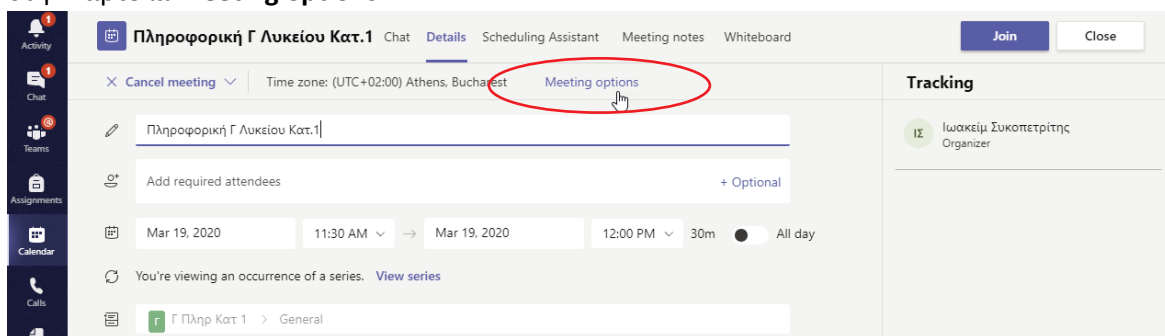 Πληροφορική Γ Λυκείου Κατ.1 Chat Details Scheduling Assistant Meeting notes Whiteboard Join Close
Activity
Cancel meeting Time zone: (UTC+02:00) Athens, Bucharest Meeting options Tracking
Chat
Πληροφορική Γ Λυκείου Κατ.1
ΙΣ Ιωακείμ Συκοπετρίτης
Organizer
Teams
Add required attendees + Optional
Assignments
Mar 19, 2020 11:30 AM → Mar 19, 2020 12:00 PM 30m All day
Calendar
You're viewing an occurrence of a series. View series
Calls
Γ Γ Πληρ Κατ 1 > General